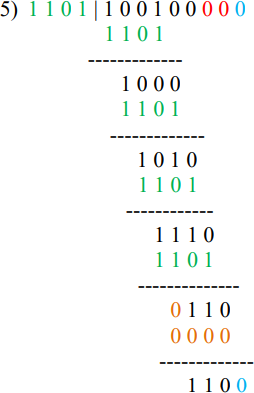 5) 1 1 0 1 | 1 0 0 1 0 0 0 0 0
1 1 0 1
-------------
1 0 0 0
1 1 0 1
-------------
1 0 1 0
1 1 0 1
------------
1 1 1 0
1 1 0 1
--------------
0 1 1 0
0 0 0 0
-------------
1 1 0 0